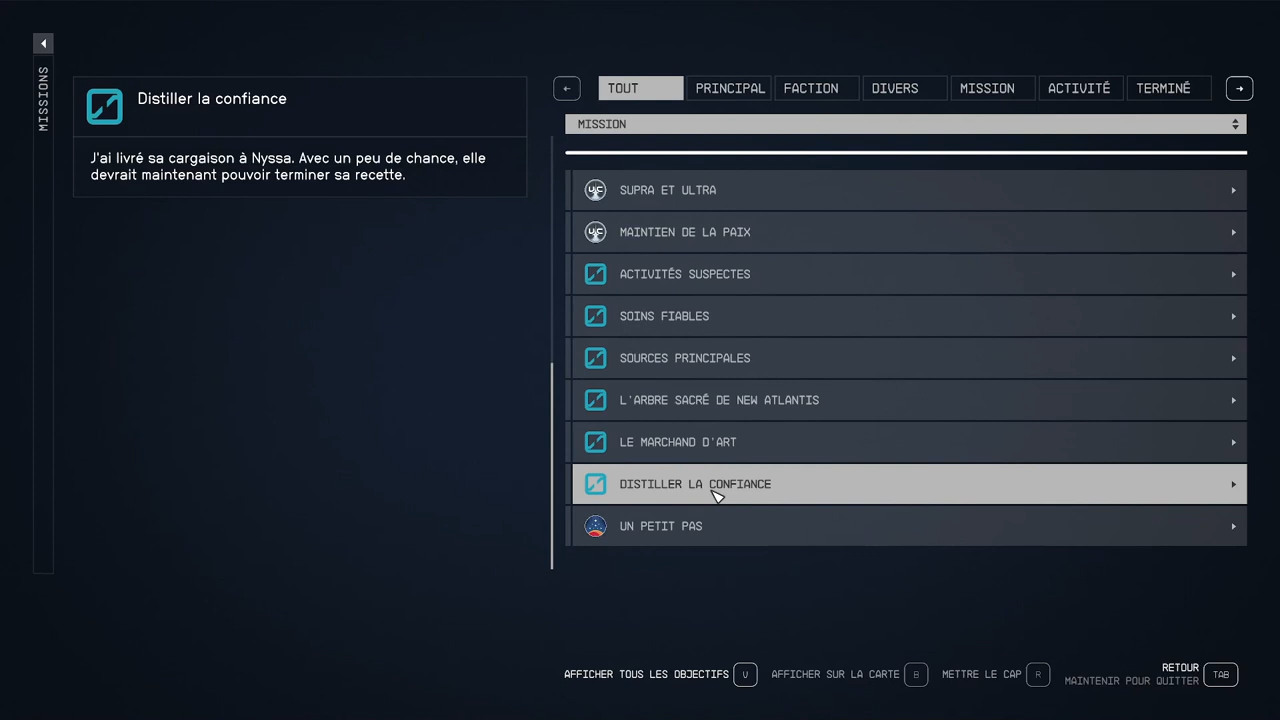 MISSIONS
Distiller la confiance
J'ai livré sa cargaison à Nyssa. Avec un peu de chance, elle
devrait maintenant pouvoir terminer sa recette.
TOUT PRINCIPAL FACTION DIVERS MISSION ACTIVITÉ TERMINÉ
MISSION
UC SUPRA ET ULTRA
UC MAINTIEN DE LA PAIX
ACTIVITÉS SUSPECTES
SOINS FIABLES
SOURCES PRINCIPALES
L'ARBRE SACRÉ DE NEW ATLANTIS
LE MARCHAND D'ART
DISTILLER LA CONFIANCE
UN PETIT PAS
AFFICHER TOUS LES OBJECTIFS V AFFICHER SUR LA CARTE B METTRE LE CAP R RETOUR
MAINTENIR POUR QUITTER TAB